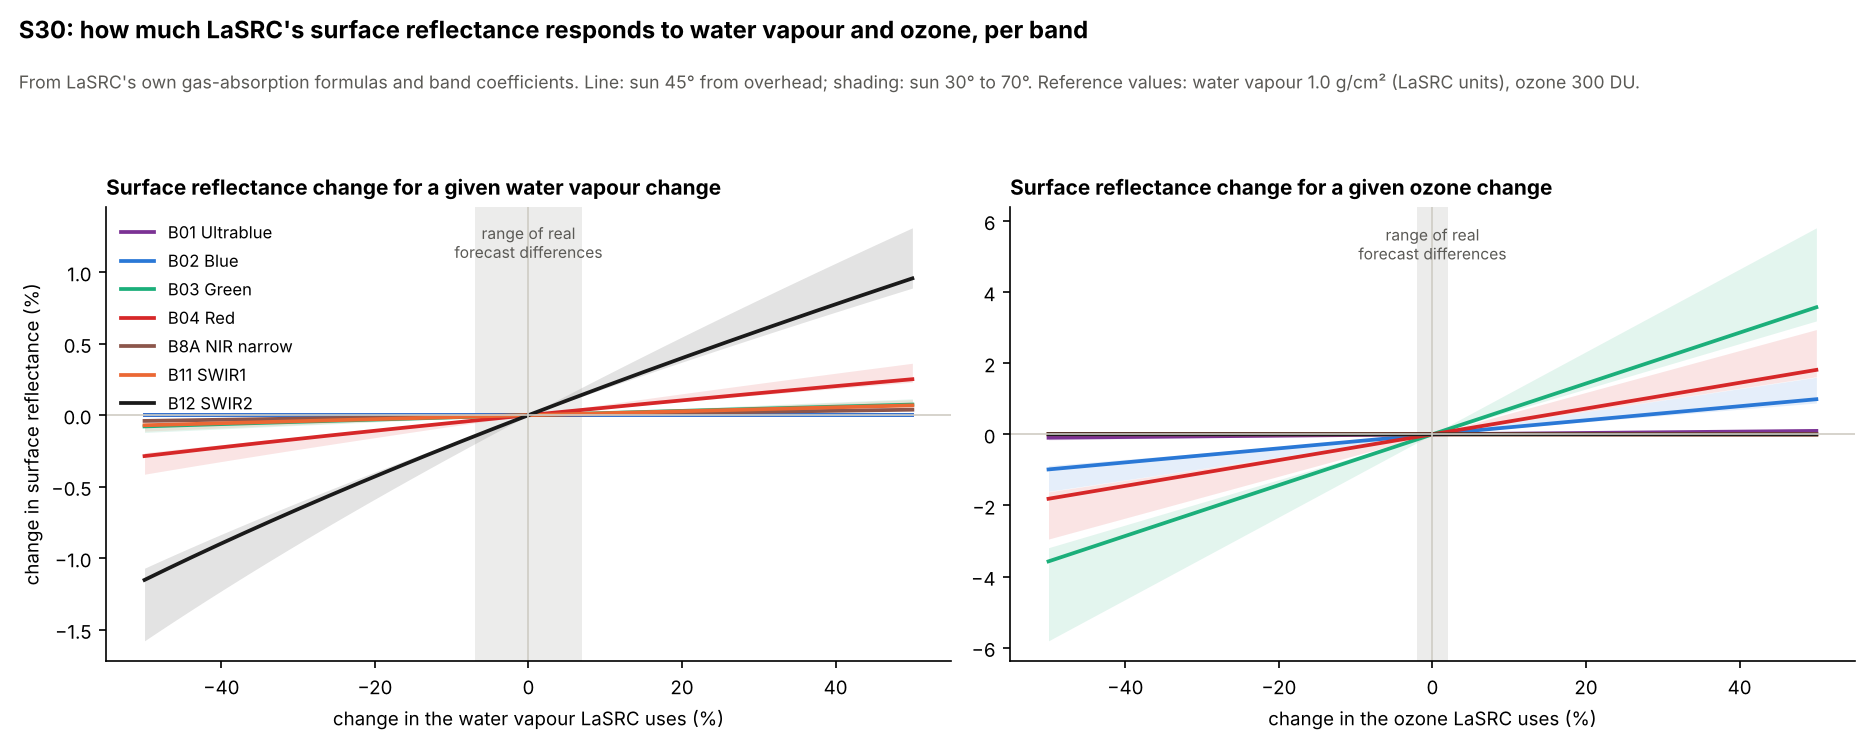 S30: how much LaSRC's surface reflectance responds to water vapour and ozone, per band
From LaSRC's own gas-absorption formulas and band coefficients. Line: sun 45° from overhead; shading: sun 30° to 70°. Reference values: water vapour 1.0 g/cm² (LaSRC units), ozone 300 DU.
Surface reflectance change for a given water vapour change
B01 Ultrablue
B02 Blue
B03 Green
B04 Red
B8A NIR narrow
B11 SWIR1
B12 SWIR2
range of real
forecast differences
1.0
0.5
0.0
−0.5
−1.0
−1.5
change in surface reflectance (%)
−40
−20
0
20
40
change in the water vapour LaSRC uses (%)
Surface reflectance change for a given ozone change
range of real
forecast differences
6
4
2
0
−2
−4
−6
−40
−20
0
20
40
change in the ozone LaSRC uses (%)